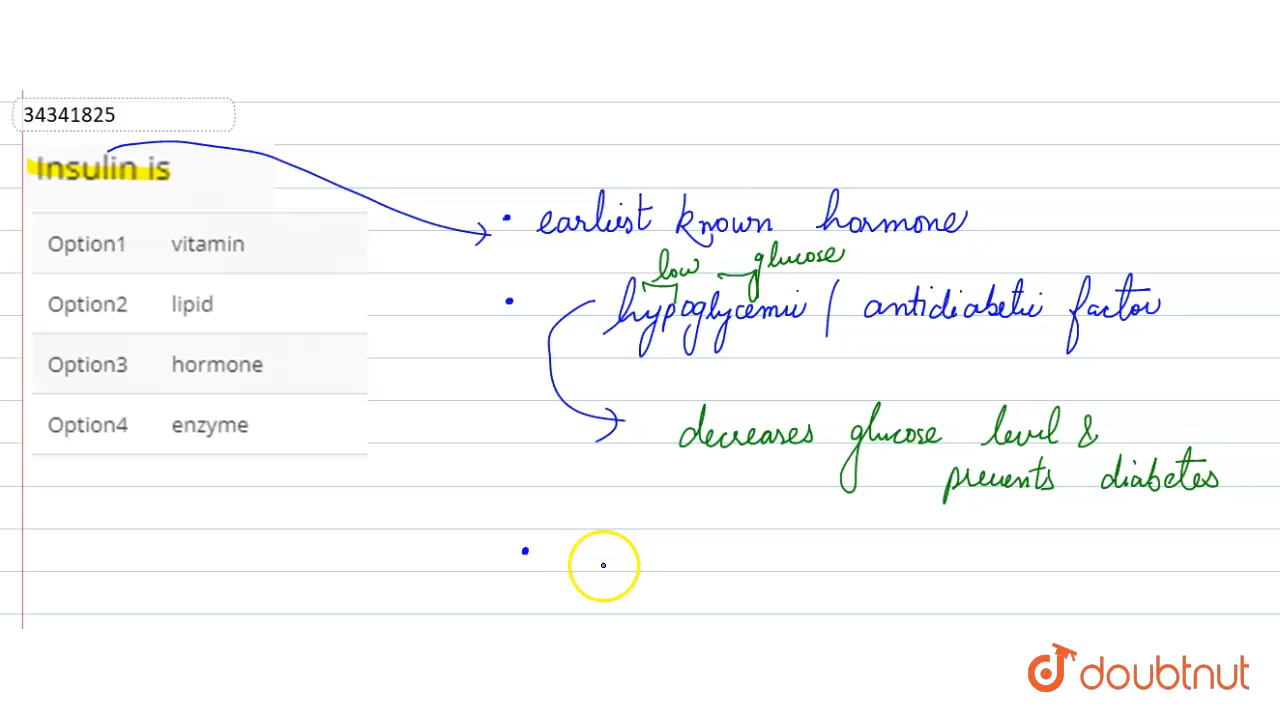 34341825
Insulin is
Option1 vitamin
Option2 lipid
Option3 hormone
Option4 enzyme
• earliest known hormone
low glucose
• hypoglycemic / antidiabetic factor
decreases glucose level &
prevents diabetes
•
doubtnut